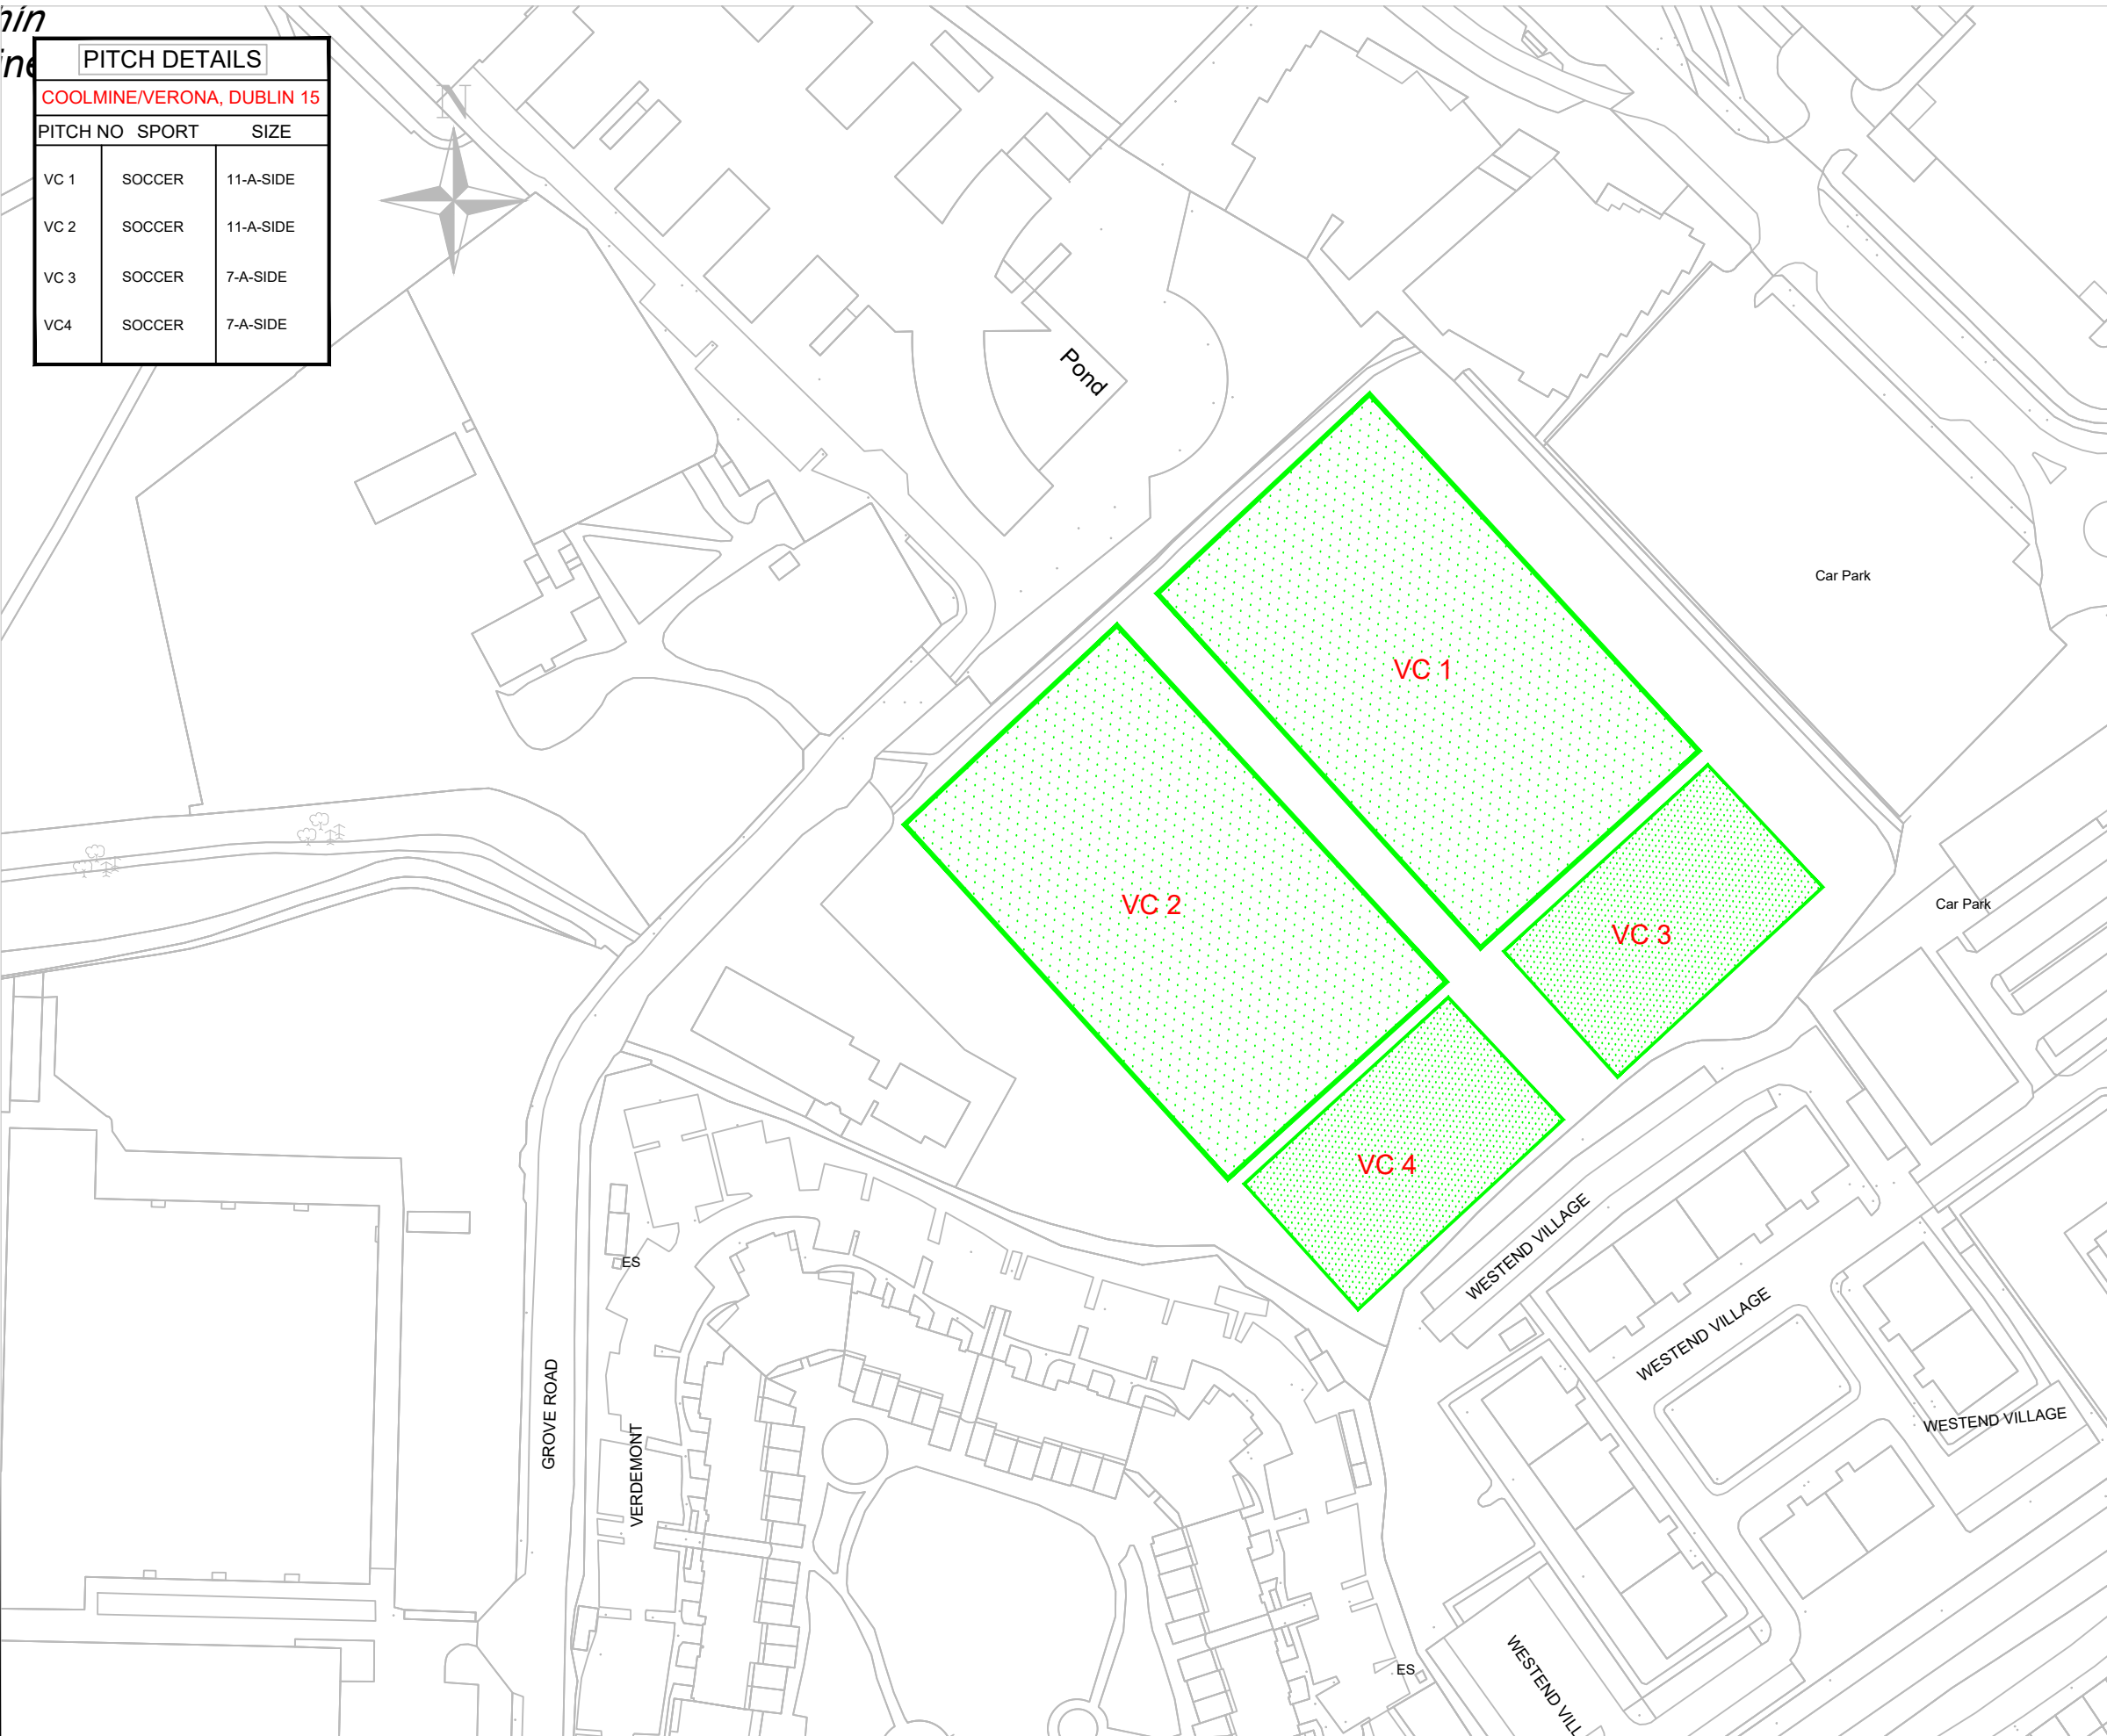 PITCH DETAILS
COOLMINE/VERONA, DUBLIN 15
PITCH NO SPORT SIZE
VC 1 SOCCER 11-A-SIDE
VC 2 SOCCER 11-A-SIDE
VC 3 SOCCER 7-A-SIDE
VC4 SOCCER 7-A-SIDE
N
Pond
Car Park
VC 1
VC 2
Car Park
VC 3
VC 4
WESTEND VILLAGE
ES
WESTEND VILLAGE
GROVE ROAD
VERDEMONT
WESTEND VILLAGE
ES
WESTEND VILL